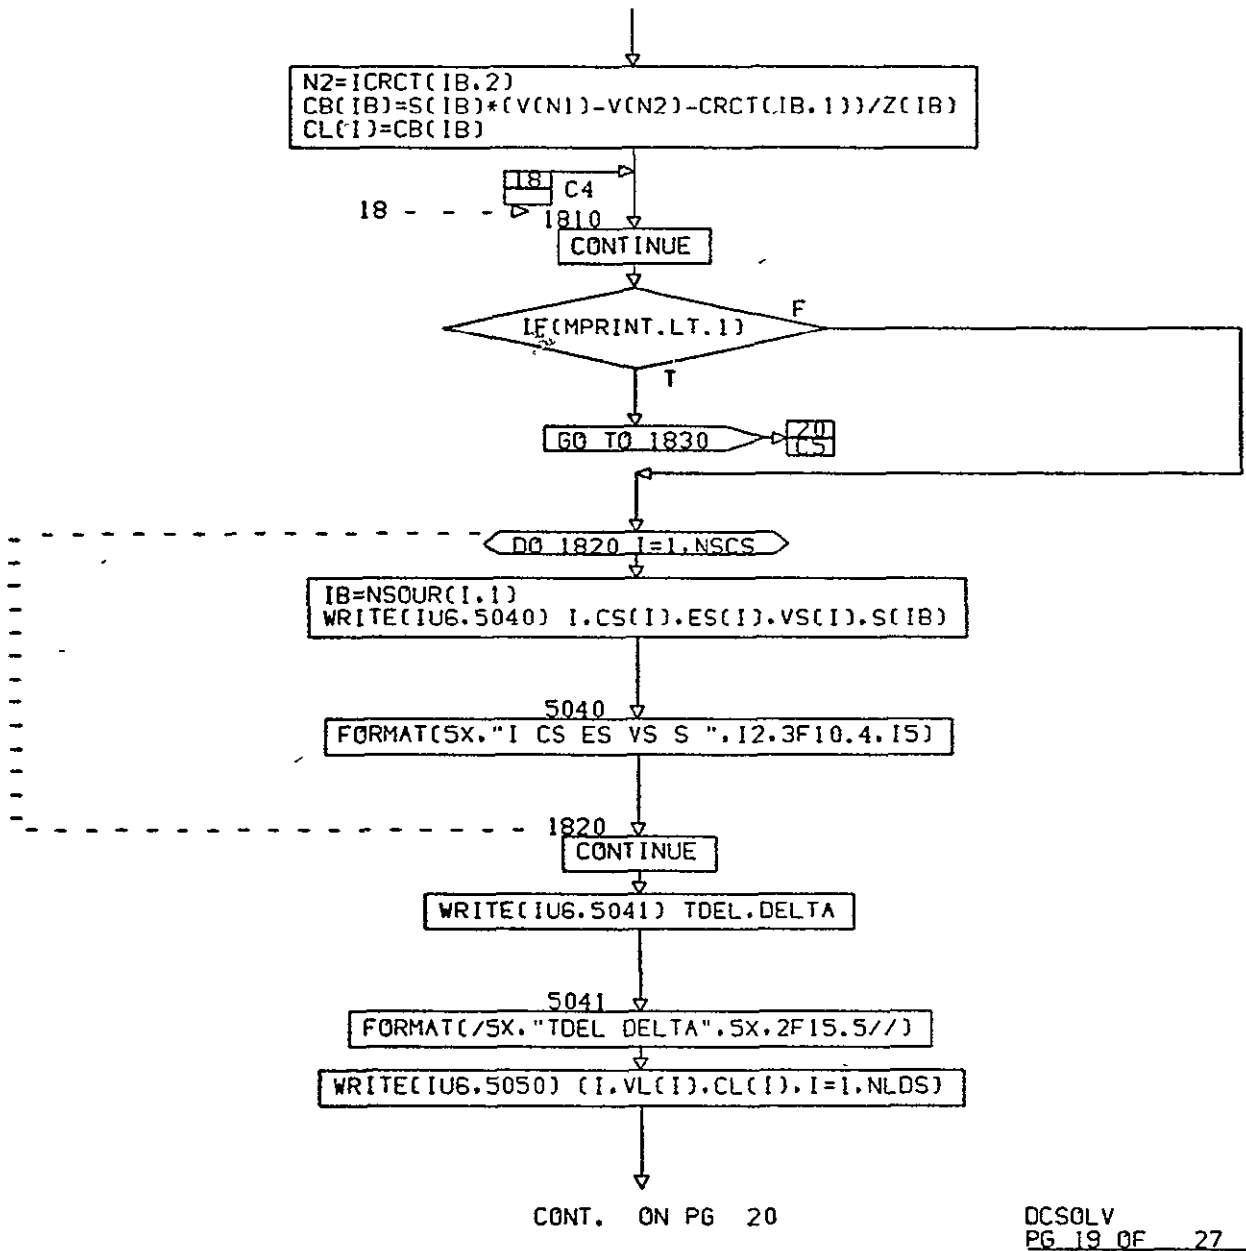 N2=ICRCT(IB.2)
CB(IB)=S(IB)*(V(N1)-V(N2)-CRCT(IB.1))/Z(IB)
CL(I)=CB(IB)
18
C4
18
1810
CONTINUE
F
IF(MPRINT.LT.1)
T
GO TO 1830
20
C5
DO 1820 I=1.NSCS
IB=NSOUR(I.1)
WRITE(IU6.5040) I.CS(I).ES(I).VS(I).S(IB)
5040
FORMAT(5X."I CS ES VS S ".I2.3F10.4.I5)
1820
CONTINUE
WRITE(IU6.5041) TDEL.DELTA
5041
FORMAT(/5X."TDEL DELTA".5X.2F15.5//)
WRITE(IU6.5050) (I.VL(I).CL(I).I=1.NLDS)
CONT. ON PG 20
DCSOLV
PG 19 OF 27